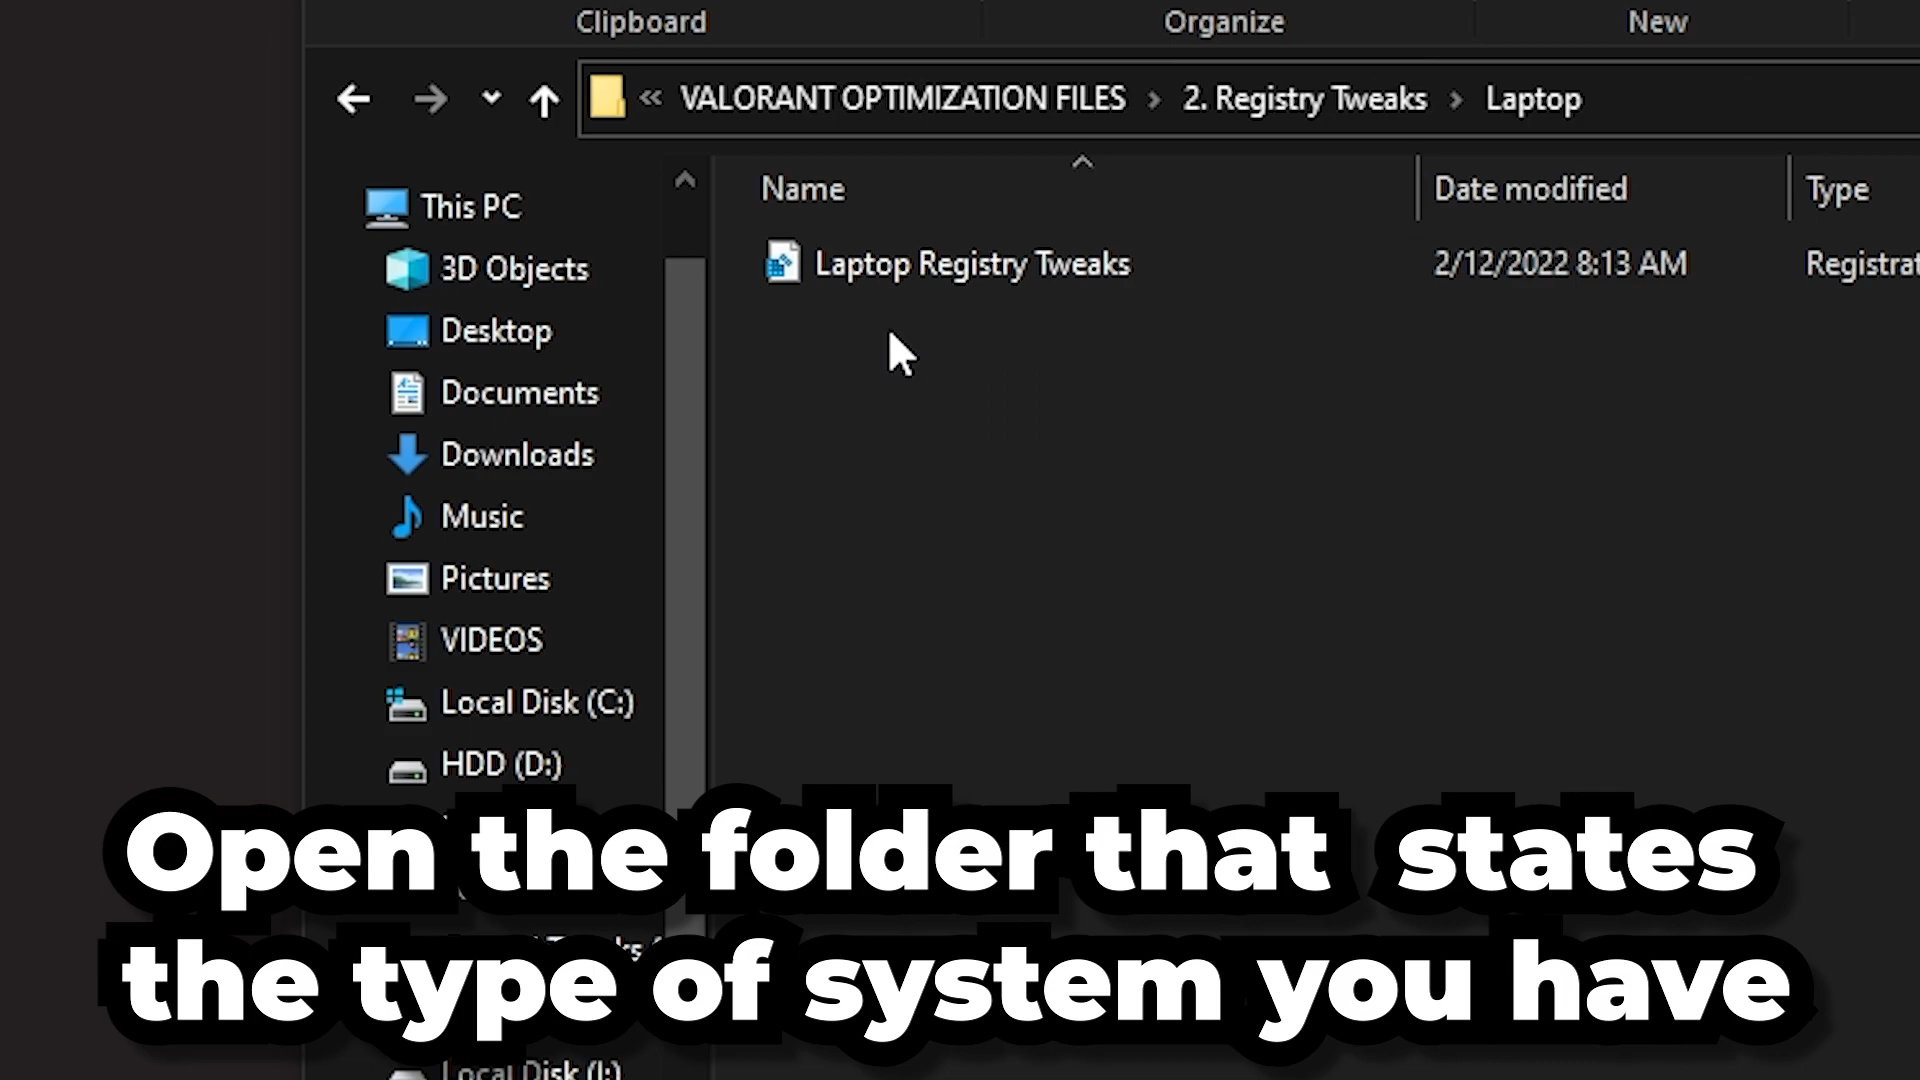 Clipboard
Organize
New
« VALORANT OPTIMIZATION FILES > 2. Registry Tweaks > Laptop
Name
Date modified
Type
This PC
3D Objects
Desktop
Documents
Downloads
Music
Pictures
VIDEOS
Local Disk (C:)
HDD (D:)
Laptop Registry Tweaks
2/12/2022 8:13 AM
Registrat
Open the folder that states
the type of system you have
Local Disk (I:)